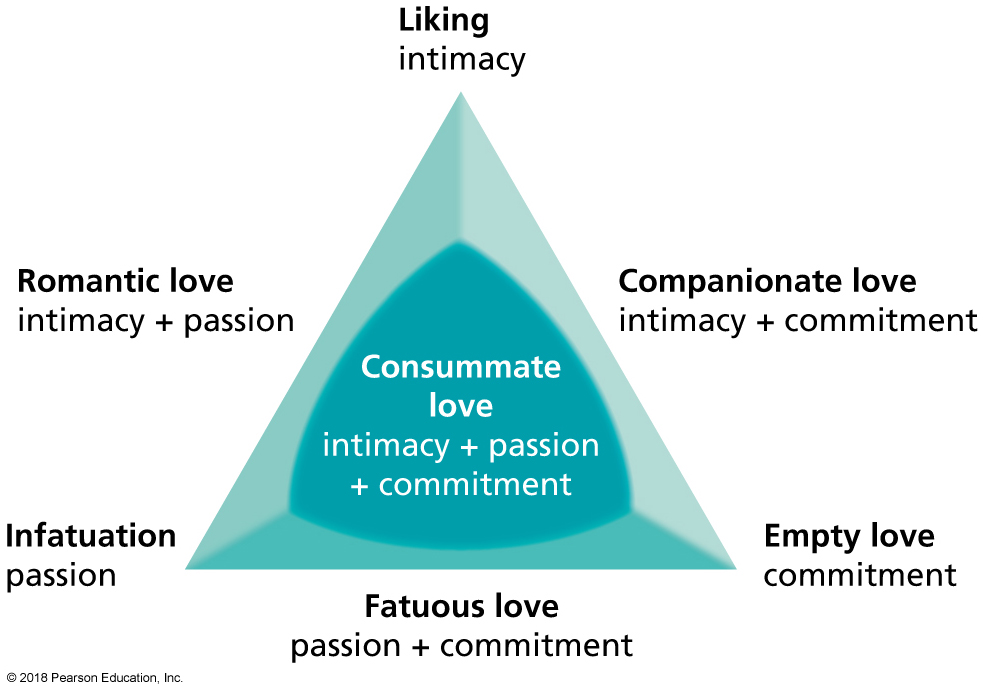 Liking
intimacy
Romantic love
intimacy + passion
Companionate love
intimacy + commitment
Consummate
love
intimacy + passion
+ commitment
Infatuation
passion
Empty love
commitment
Fatuous love
passion + commitment
© 2018 Pearson Education, Inc.